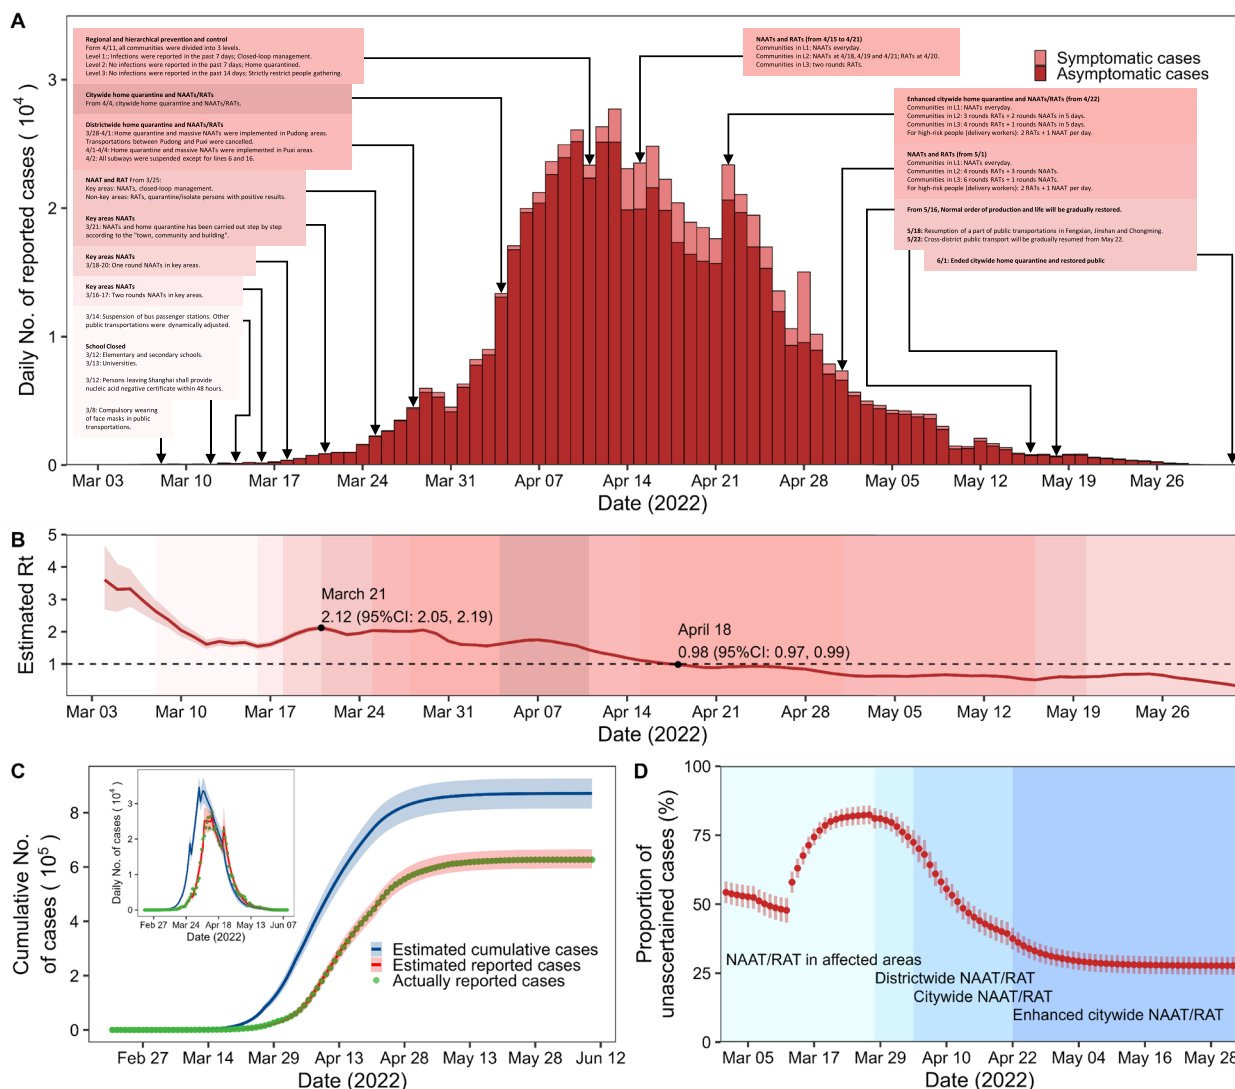 A
Regional and hierarchical prevention and control
Form 4/11, all communities were divided into 3 levels.
Level 1:; Infections were reported in the past 7 days; Closed-loop management.
Level 2: No infections were reported in the past 7 days; Home quarantined.
Level 3: No infections were reported in the past 14 days; Strictly restrict people gathering.
Citywide home quarantine and NAATs/RATs
From 4/4, citywide home quarantine and NAATs/RATs.
Districtwide home quarantine and NAATs/RATs
3/28-4/1: Home quarantine and massive NAATs were implemented in Pudong areas.
Transportations between Pudong and Puxi were cancelled.
4/1-4/4: Home quarantine and massive NAATs were implemented in Puxi areas.
4/2: All subways were suspended except for lines 6 and 16.
NAAT and RAT From 3/25:
Key areas: NAATs, closed-loop management.
Non-key areas: RATs, quarantine/isolate persons with positive results.
Key areas NAATs
3/21: NAATs and home quarantine has been carried out step by step
according to the "town, community and building".
Key areas NAATs
3/18-20: One round NAATs in key areas.
Key areas NAATs
3/16-17: Two rounds NAATs in key areas.
3/14: Suspension of bus passenger stations. Other
public transportations were dynamically adjusted.
School Closed
3/12: Elementary and secondary schools.
3/13: Universities.
3/12: Persons leaving Shanghai shall provide
nucleic acid negative certificate within 48 hours.
3/8: Compulsory wearing
of face masks in public
transportations.
NAATs and RATs (from 4/15 to 4/21)
Communities in L1: NAATs everyday.
Communities in L2: NAATs at 4/18, 4/19 and 4/21; RATs at 4/20.
Communities in L3: two rounds RATs.
Symptomatic cases
Asymptomatic cases
Enhanced citywide home quarantine and NAATs/RATs (from 4/22)
Communities in L1: NAATs everyday.
Communities in L2: 3 rounds RATs + 2 rounds NAATs in 5 days.
Communities in L3: 4 rounds RATs + 1 rounds NAATs in 5 days.
For high-risk people (delivery workers): 2 RATs + 1 NAAT per day.
NAATs and RATs (from 5/1)
Communities in L1: NAATs everyday.
Communities in L2: 4 rounds RATs + 3 rounds NAATs.
Communities in L3: 6 rounds RATs + 1 rounds NAATs.
For high-risk people (delivery workers): 2 RATs + 1 NAAT per day.
From 5/16, Normal order of production and life will be gradually restored.
5/18: Resumption of a part of public transportations in Fengxian, Jinshan and Chongming.
5/22: Cross-district public transport will be gradually resumed from May 22.
6/1: Ended citywide home quarantine and restored public
Daily No. of reported cases ( 10⁴)
3
2
1
0
Mar 03 Mar 10 Mar 17 Mar 24 Mar 31 Apr 07 Apr 14 Apr 21 Apr 28 May 05 May 12 May 19 May 26
Date (2022)
B
Estimated Rt
5
4
3
2
1
March 21
2.12 (95%CI: 2.05, 2.19)
April 18
0.98 (95%CI: 0.97, 0.99)
Mar 03 Mar 10 Mar 17 Mar 24 Mar 31 Apr 07 Apr 14 Apr 21 Apr 28 May 05 May 12 May 19 May 26
Date (2022)
C
Cumulative No.
of cases ( 10⁵)
8
6
4
2
0
Daily No. of cases ( 10⁴)
3
2
1
0
Feb 27 Mar 24 Apr 18 May 13 Jun 07
Date (2022)
Estimated cumulative cases
Estimated reported cases
Actually reported cases
Feb 27 Mar 14 Mar 29 Apr 13 Apr 28 May 13 May 28 Jun 12
Date (2022)
D
Proportion of
unascertained cases (%)
100
75
50
25
0
NAAT/RAT in affected areas
Districtwide NAAT/RAT
Citywide NAAT/RAT
Enhanced citywide NAAT/RAT
Mar 05 Mar 17 Mar 29 Apr 10 Apr 22 May 04 May 16 May 28
Date (2022)